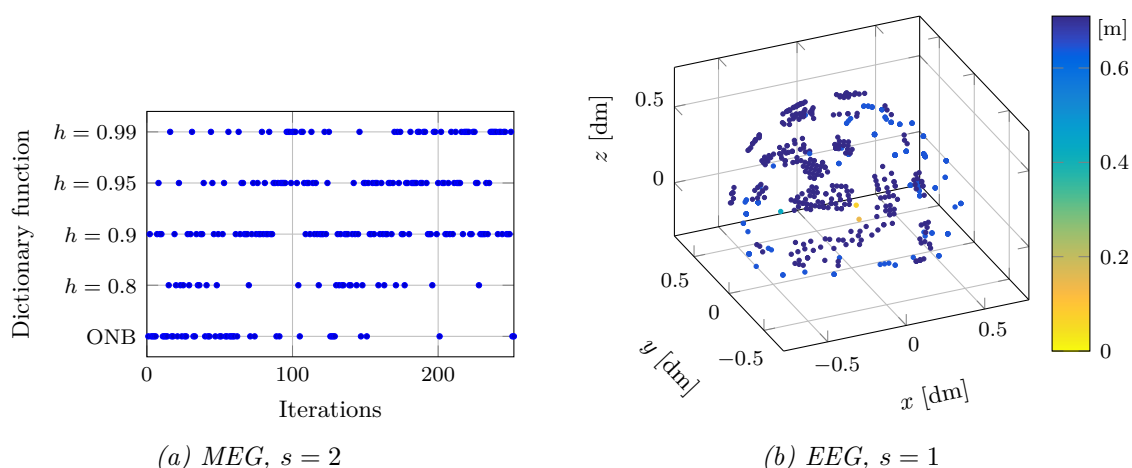 Dictionary function
h = 0.99
h = 0.95
h = 0.9
h = 0.8
ONB
0 100 200
Iterations
(a) MEG, s = 2
z [dm]
0.5
0
0.5
0
−0.5
y [dm]
−0.5
0
0.5
x [dm]
[m]
0.6
0.4
0.2
0
(b) EEG, s = 1